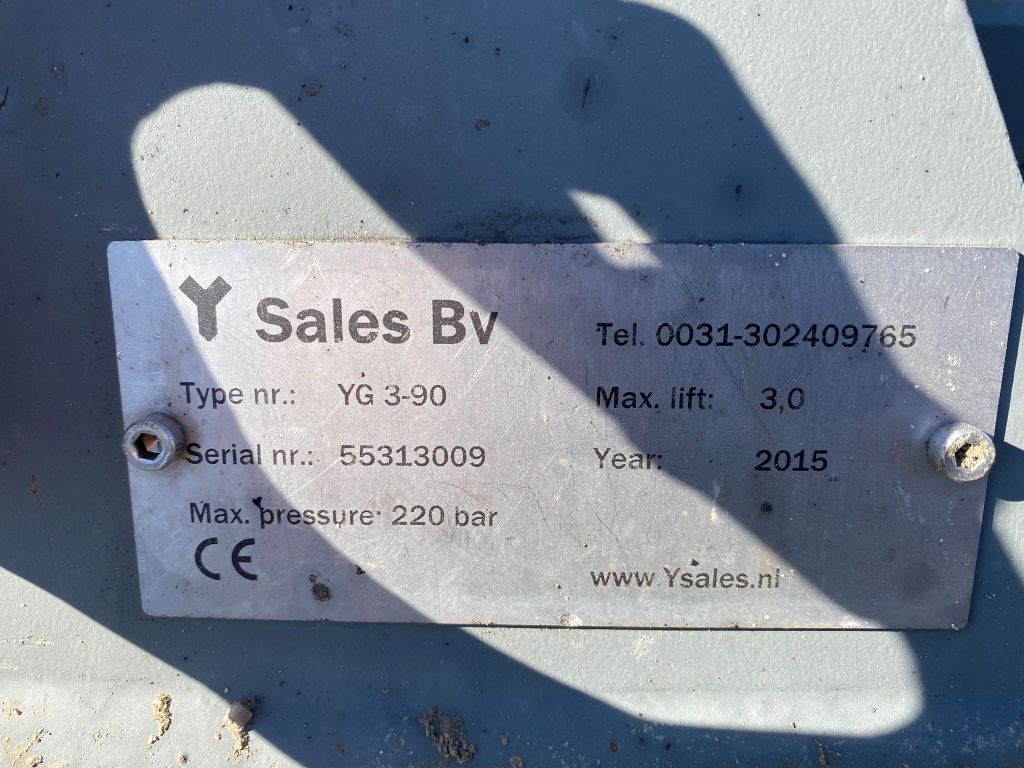 Y Sales Bv
Tel. 0031-302409765
Type nr.: YG 3-90
Max. lift: 3,0
Serial nr.: 55313009
Year: 2015
Max. pressure: 220 bar
CE
www.Ysales.nl